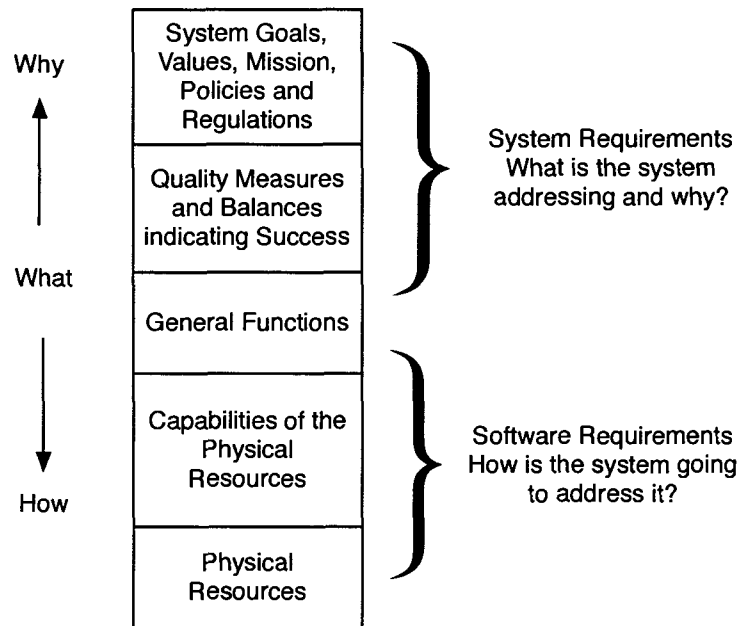 Why
What
How
System Goals,
Values, Mission,
Policies and
Regulations
Quality Measures
and Balances
indicating Success
General Functions
Capabilities of the
Physical
Resources
Physical
Resources
System Requirements
What is the system
addressing and why?
Software Requirements
How is the system going
to address it?